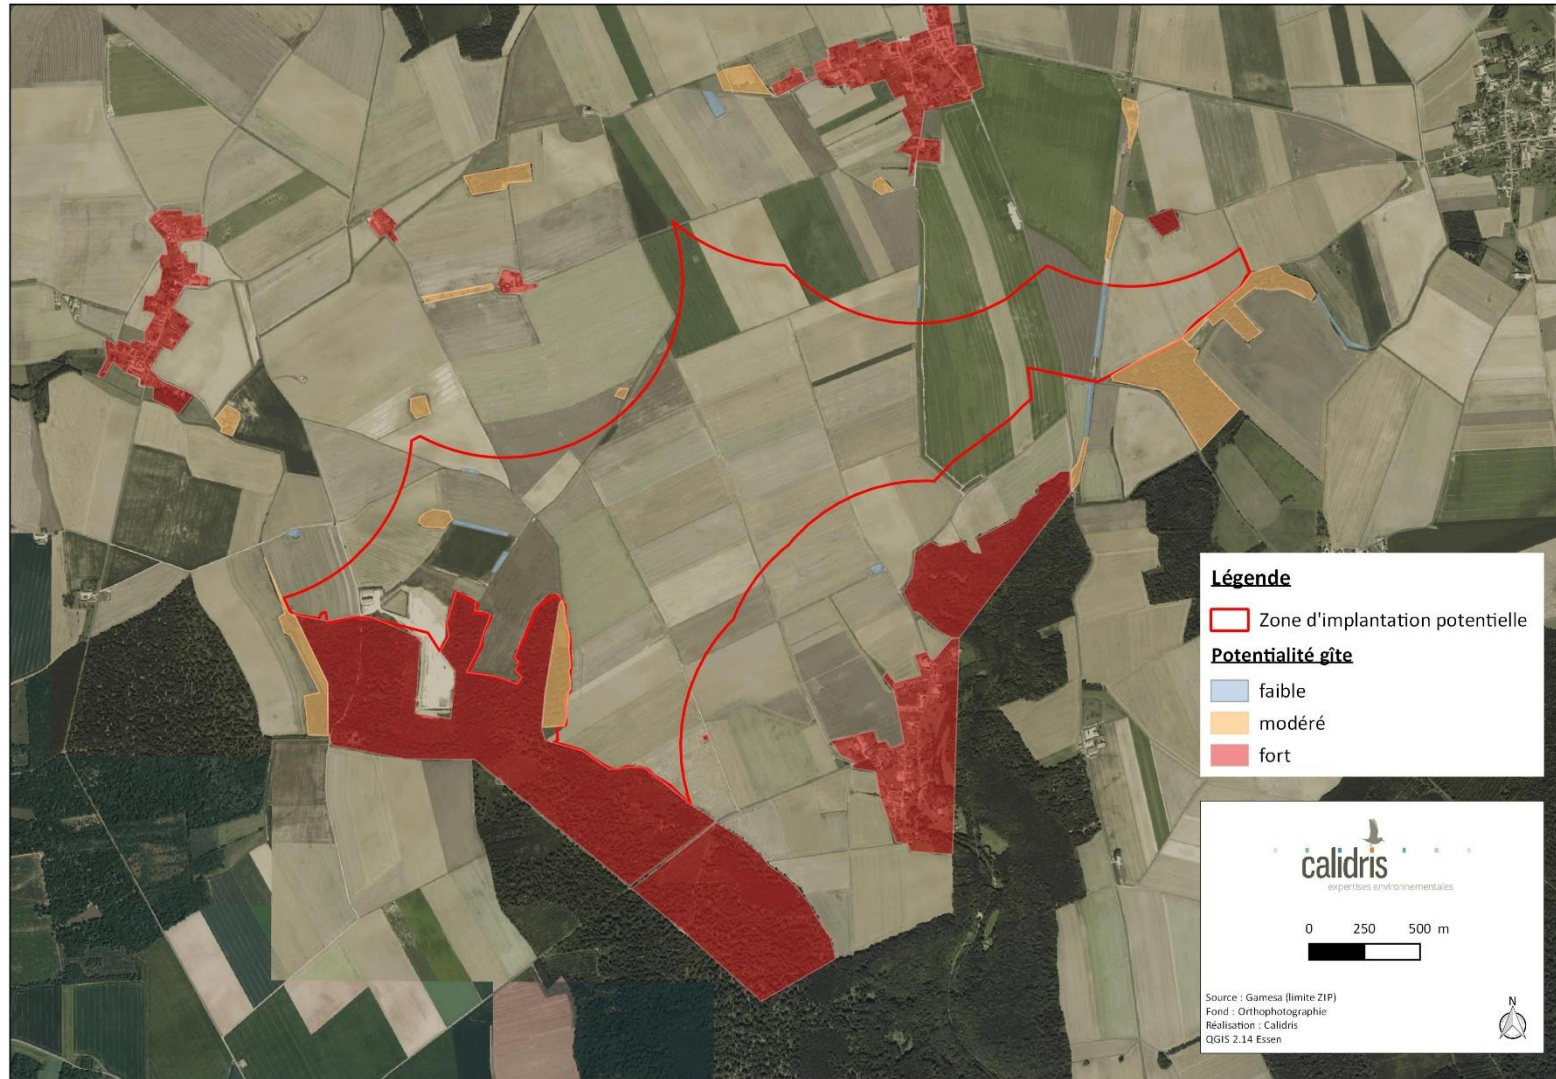 Légende
Zone d'implantation potentielle
Potentialité gîte
faible
modéré
fort
calidris
expertises environnementales
0 250 500 m
Source : Gamesa (limite ZIP)
Fond : Orthophotographie
Réalisation : Calidris
QGIS 2.14 Essen
N